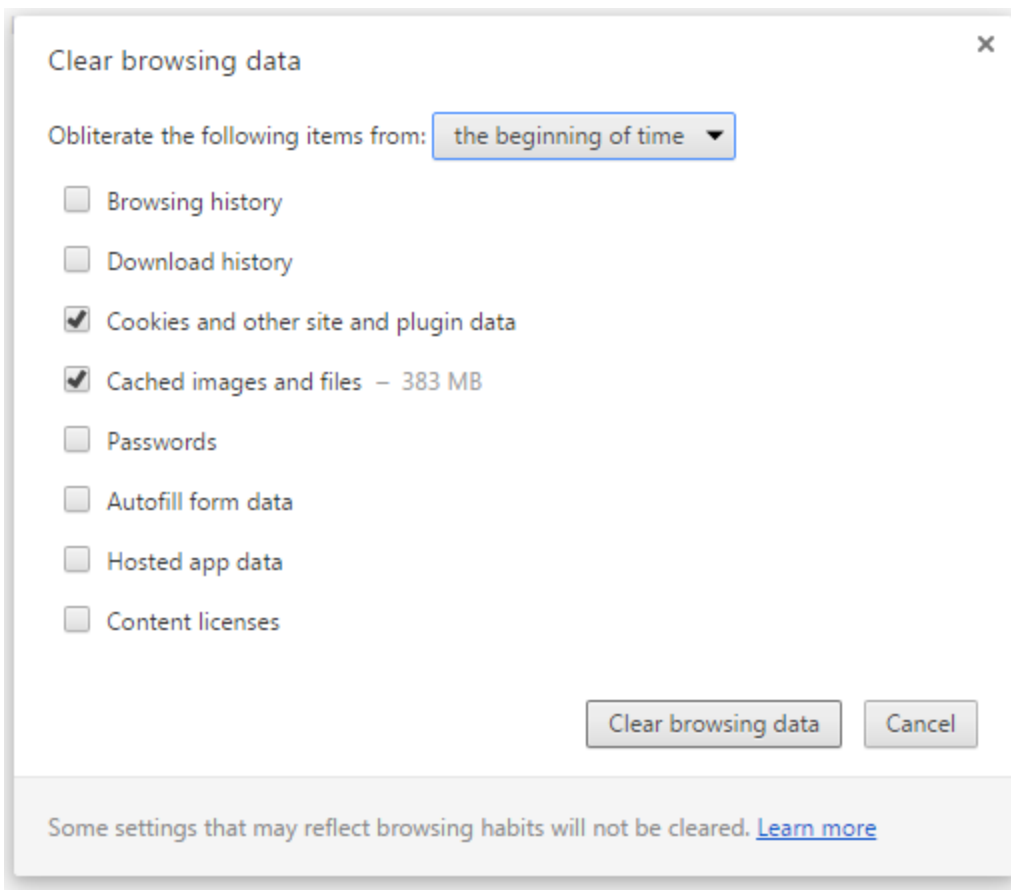 Clear browsing data
Obliterate the following items from: the beginning of time
Browsing history
Download history
Cookies and other site and plugin data
Cached images and files – 383 MB
Passwords
Autofill form data
Hosted app data
Content licenses
Clear browsing data Cancel
Some settings that may reflect browsing habits will not be cleared. Learn more